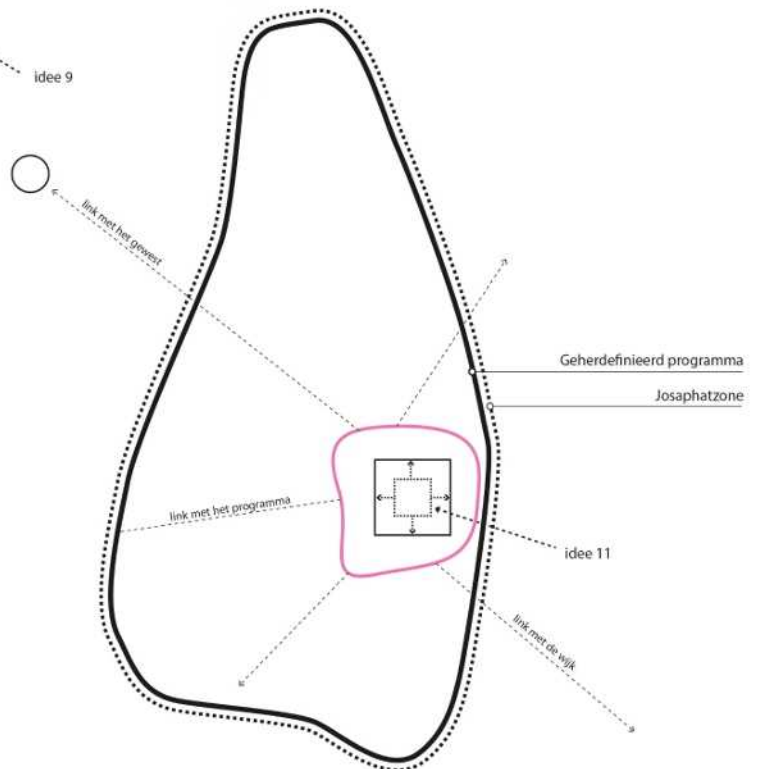 idee 9
link met het gewest
Geherdefinieerd programma
Josaphatzone
link met het programma
idee 11
link met de wijk